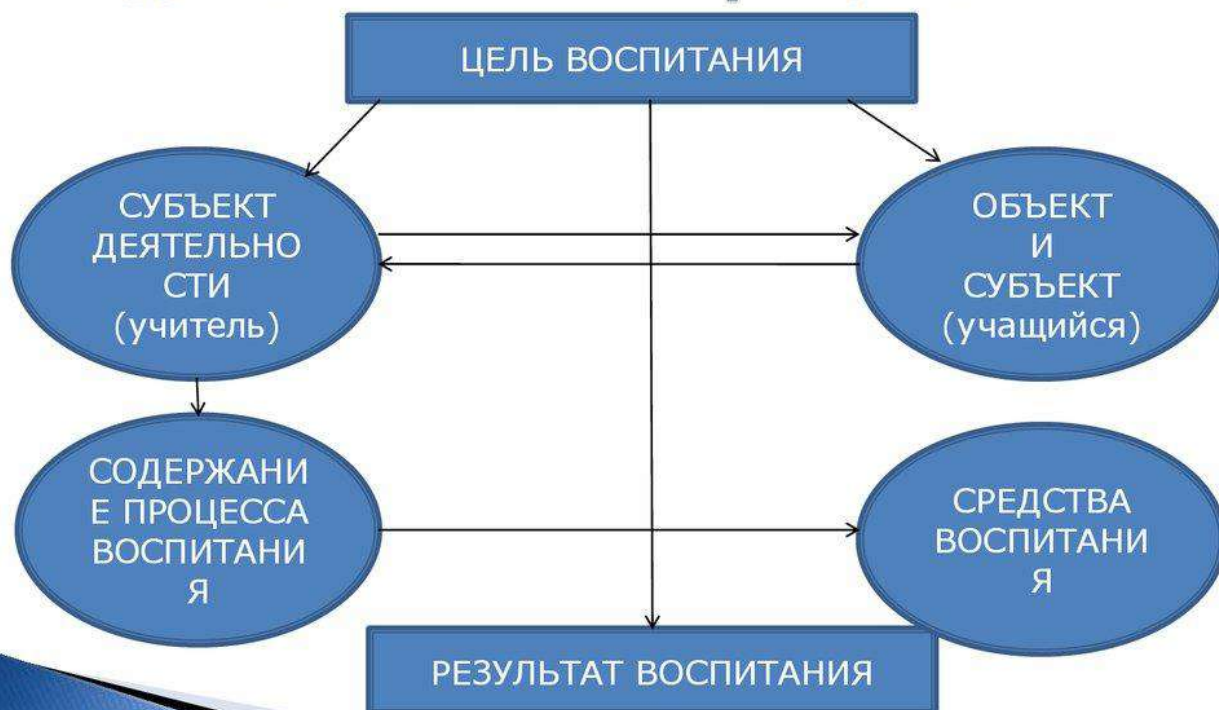 ЦЕЛЬ ВОСПИТАНИЯ
СУБЪЕКТ
ДЕЯТЕЛЬНО
СТИ
(учитель)
ОБЪЕКТ
И
СУБЪЕКТ
(учащийся)
СОДЕРЖАНИ
Е ПРОЦЕССА
ВОСПИТАНИ
Я
СРЕДСТВА
ВОСПИТАНИ
Я
РЕЗУЛЬТАТ ВОСПИТАНИЯ